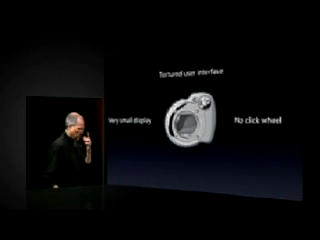 Tortured user interface
Very small display
No click wheel